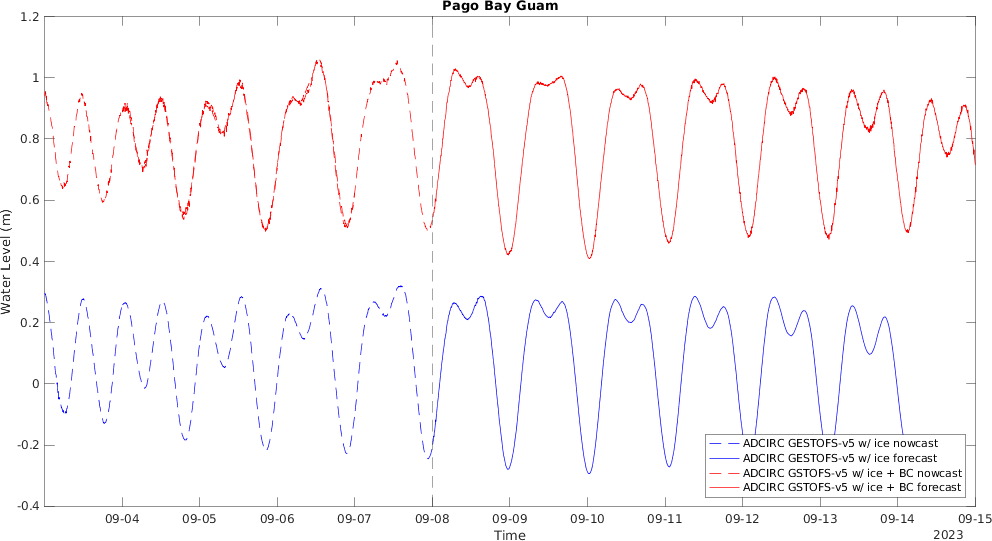 Pago Bay Guam
1.2
1
0.8
0.6
0.4
0.2
0
-0.2
-0.4
Water Level (m)
ADCIRC GESTOFS-v5 w/ ice nowcast
ADCIRC GESTOFS-v5 w/ ice forecast
ADCIRC GSTOFS-v5 w/ ice + BC nowcast
ADCIRC GSTOFS-v5 w/ ice + BC forecast
09-04 09-05 09-06 09-07 09-08 09-09 09-10 09-11 09-12 09-13 09-14 09-15
Time
2023